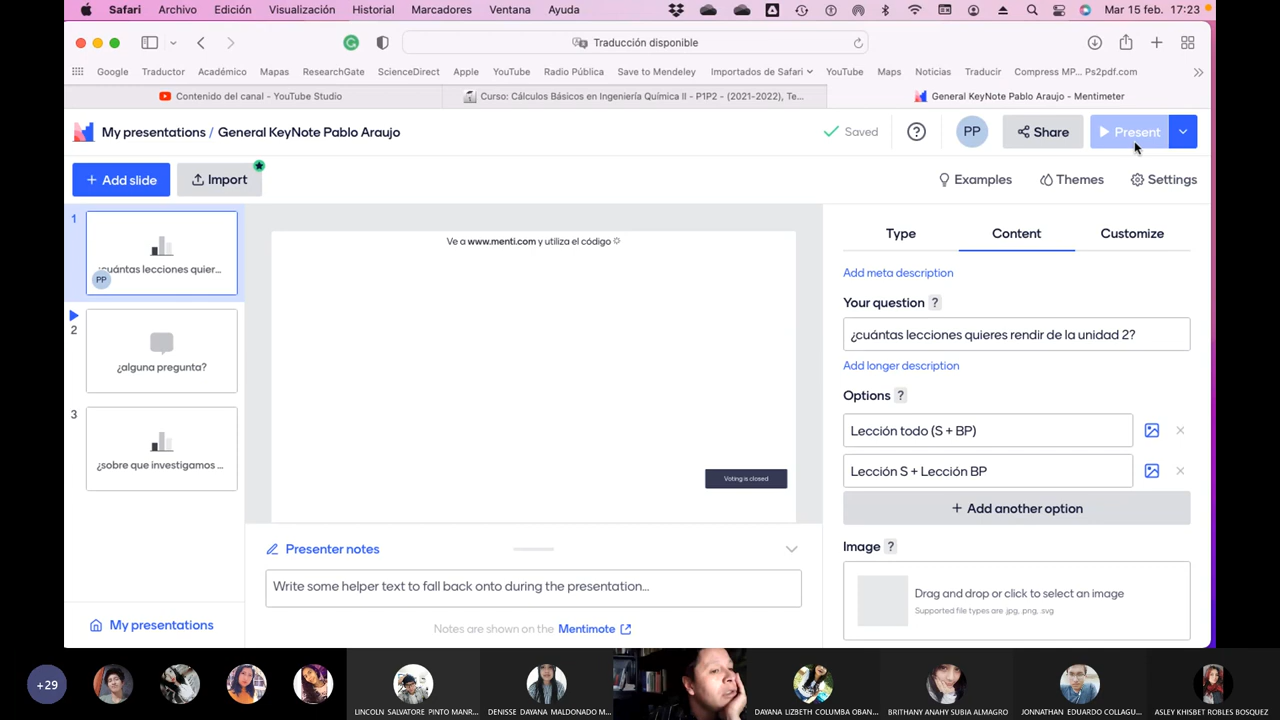 Safari Archivo Edición Visualización Historial Marcadores Ventana Ayuda Mar 15 feb. 17:23
Traducción disponible
Google Traductor Académico Mapas ResearchGate ScienceDirect Apple YouTube Radio Pública Save to Mendeley Importados de Safari YouTube Maps Noticias Traducir Compress MP... Ps2pdf.com
Contenido del canal - YouTube Studio
Curso: Cálculos Básicos en Ingeniería Química II - P1P2 - (2021-2022), Te...
General KeyNote Pablo Araujo - Mentimeter
My presentations / General KeyNote Pablo Araujo
Saved
?
PP
Share
Present
+ Add slide
Import
Examples
Themes
Settings
1
¿cuántas lecciones quier...
PP
2
¿alguna pregunta?
3
¿sobre que investigamos ...
My presentations
Ve a www.menti.com y utiliza el código
Voting is closed
Presenter notes
Write some helper text to fall back onto during the presentation...
Notes are shown on the Mentimote
Type Content Customize
Add meta description
Your question ?
¿cuántas lecciones quieres rendir de la unidad 2?
Add longer description
Options ?
Lección todo (S + BP)
Lección S + Lección BP
+ Add another option
Image ?
Drag and drop or click to select an image
Supported file types are .jpg, .png, .svg
+29
LINCOLN SALVATORE PINTO MANR...
DENISSE DAYANA MALDONADO M...
DAYANA LIZBETH COLUMBA OBAN...
BRITHANY ANAHY SUBIA ALMAGRO
JONNATHAN EDUARDO COLLAGU...
ASLEY KHISBET ROBLES BOSQUEZ